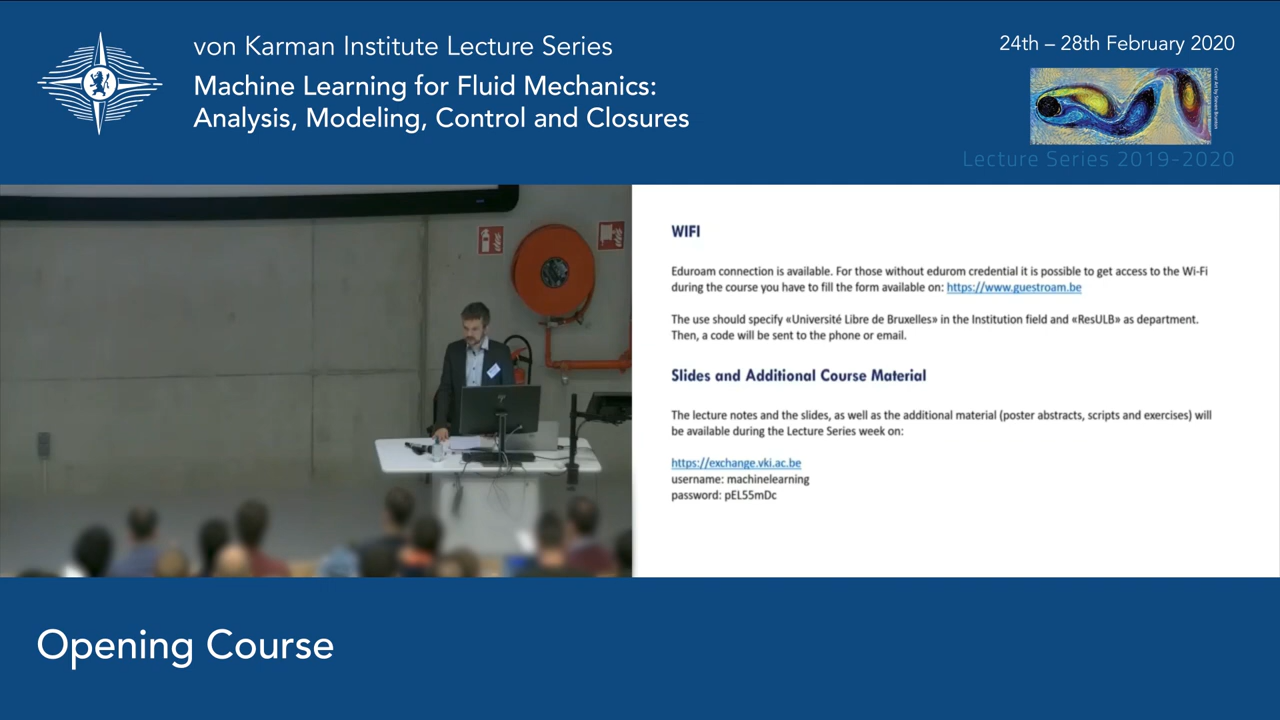 von Karman Institute Lecture Series
Machine Learning for Fluid Mechanics:
Analysis, Modeling, Control and Closures
24th – 28th February 2020
Cover Art by Steven Brunton
Lecture Series 2019-2020
WIFI
Eduroam connection is available. For those without edurom credential it is possible to get access to the Wi-Fi
during the course you have to fill the form available on: https://www.guestroam.be
The use should specify «Université Libre de Bruxelles» in the Institution field and «ResULB» as department.
Then, a code will be sent to the phone or email.
Slides and Additional Course Material
The lecture notes and the slides, as well as the additional material (poster abstracts, scripts and exercises) will
be available during the Lecture Series week on:
https://exchange.vki.ac.be
username: machinelearning
password: pEL55mDc
Opening Course